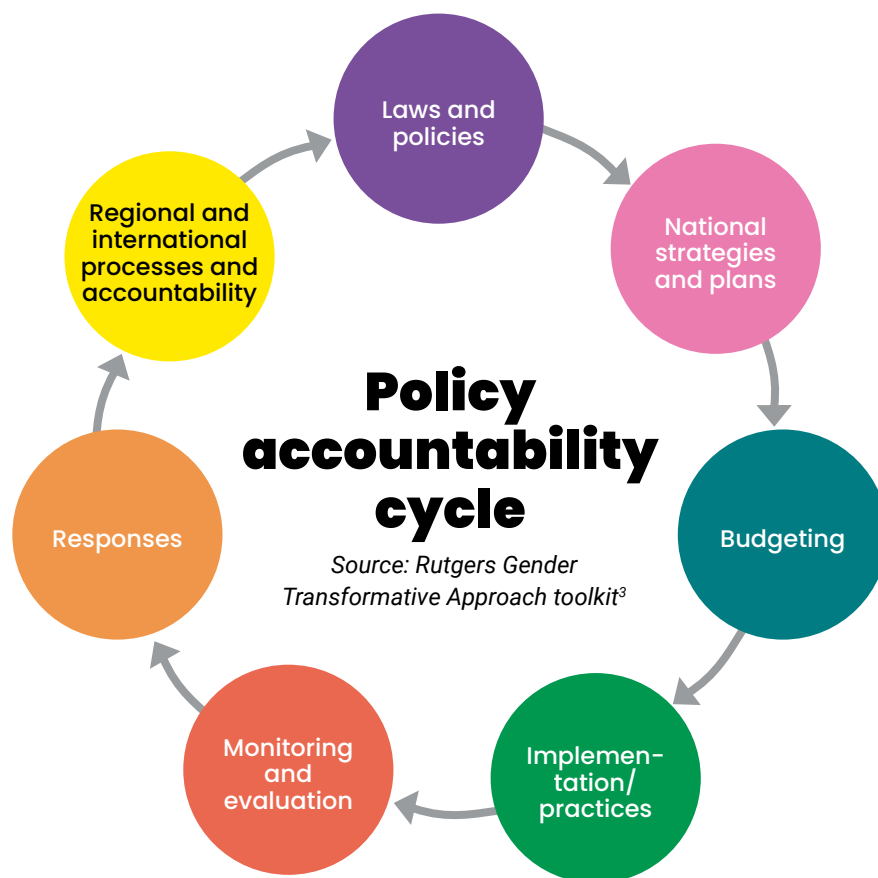 Laws and
policies
National
strategies
and plans
Budgeting
Implemen-
tation/
practices
Monitoring
and
evaluation
Responses
Regional and
international
processes and
accountability
Policy
accountability
cycle
Source: Rutgers Gender
Transformative Approach toolkit³